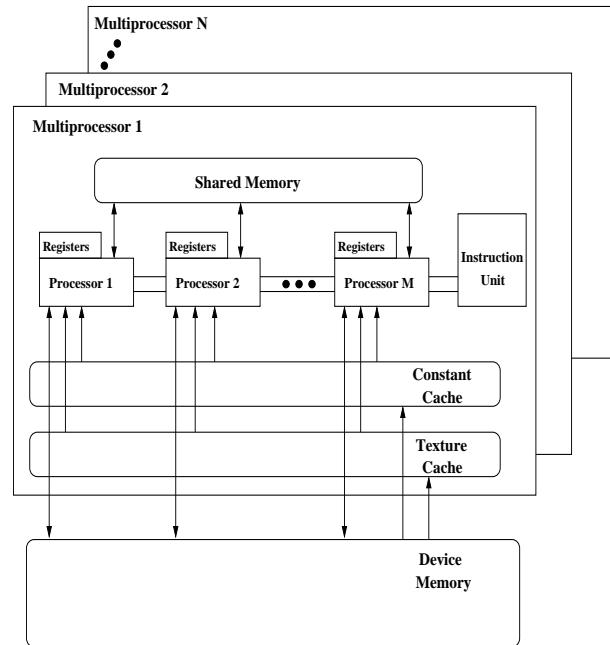 Multiprocessor N
Multiprocessor 2
Multiprocessor 1
Shared Memory
Registers
Registers
Registers
Processor 1
Processor 2
Processor M
Instruction
Unit
Constant
Cache
Texture
Cache
Device
Memory